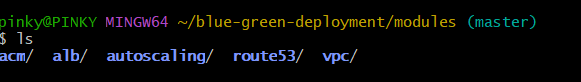 pinky@PINKY MINGW64 ~/blue-green-deployment/modules (master)
$ ls
acm/  alb/  autoscaling/  route53/  vpc/